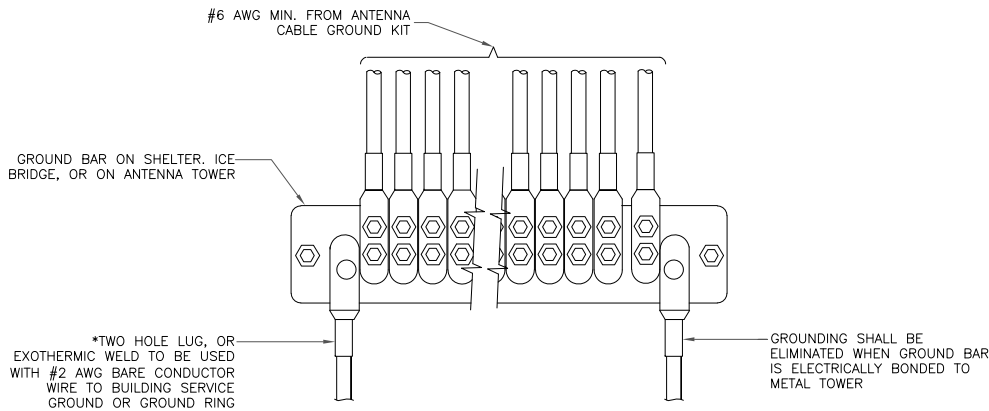 #6 AWG MIN. FROM ANTENNA
CABLE GROUND KIT
GROUND BAR ON SHELTER. ICE
BRIDGE, OR ON ANTENNA TOWER
*TWO HOLE LUG, OR
EXOTHERMIC WELD TO BE USED
WITH #2 AWG BARE CONDUCTOR
WIRE TO BUILDING SERVICE
GROUND OR GROUND RING
GROUNDING SHALL BE
ELIMINATED WHEN GROUND BAR
IS ELECTRICALLY BONDED TO
METAL TOWER